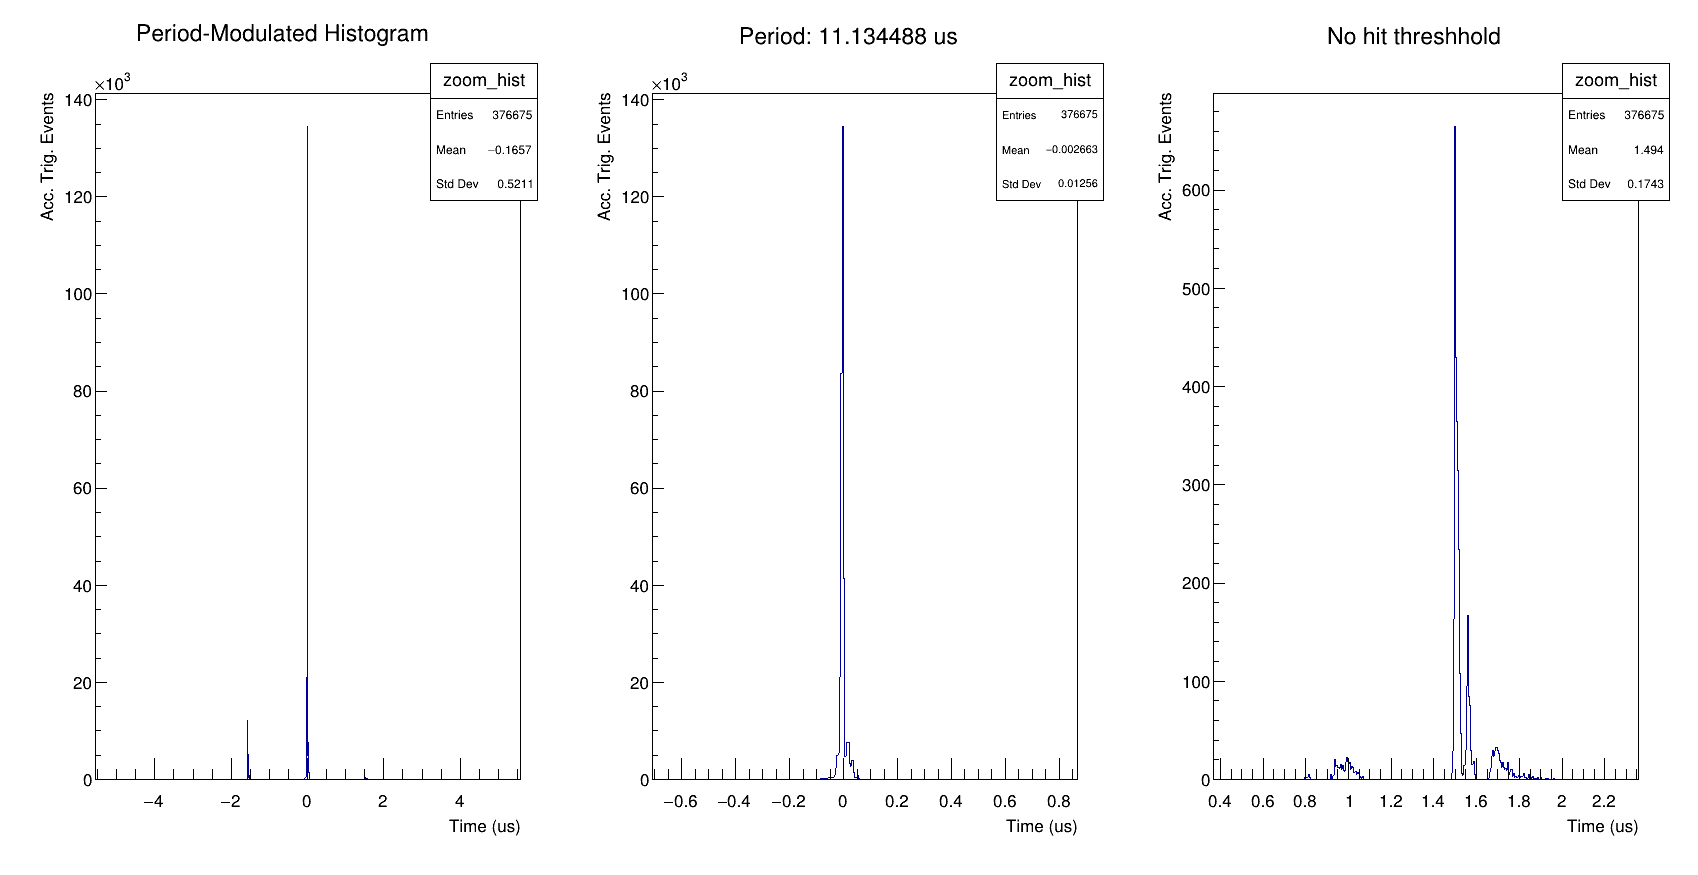 Period-Modulated Histogram
×10³
Acc. Trig. Events
140
120
100
80
60
40
20
0
−4
−2
0
2
4
Time (us)
zoom_hist
Entries 376675
Mean −0.1657
Std Dev 0.5211
Period: 11.134488 us
×10³
Acc. Trig. Events
140
120
100
80
60
40
20
0
−0.6
−0.4
−0.2
0
0.2
0.4
0.6
0.8
Time (us)
zoom_hist
Entries 376675
Mean −0.002663
Std Dev 0.01256
No hit threshhold
Acc. Trig. Events
600
500
400
300
200
100
0
0.4
0.6
0.8
1
1.2
1.4
1.6
1.8
2
2.2
Time (us)
zoom_hist
Entries 376675
Mean 1.494
Std Dev 0.1743